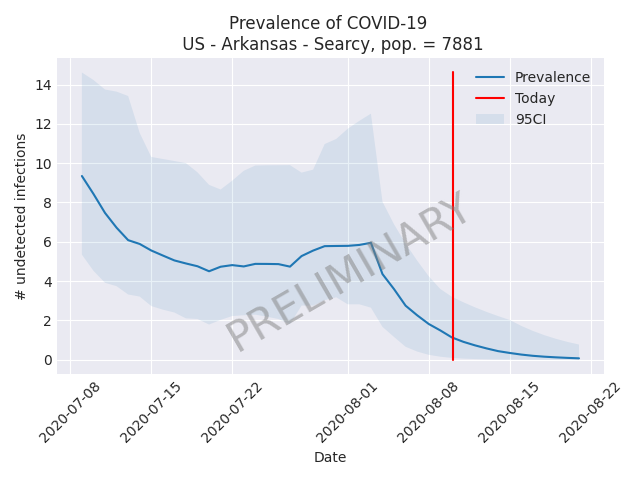 Prevalence of COVID-19
US - Arkansas - Searcy, pop. = 7881
Prevalence
Today
95CI
# undetected infections
14
12
10
8
6
4
2
0
PRELIMINARY
2020-07-08
2020-07-15
2020-07-22
2020-08-01
2020-08-08
2020-08-15
2020-08-22
Date